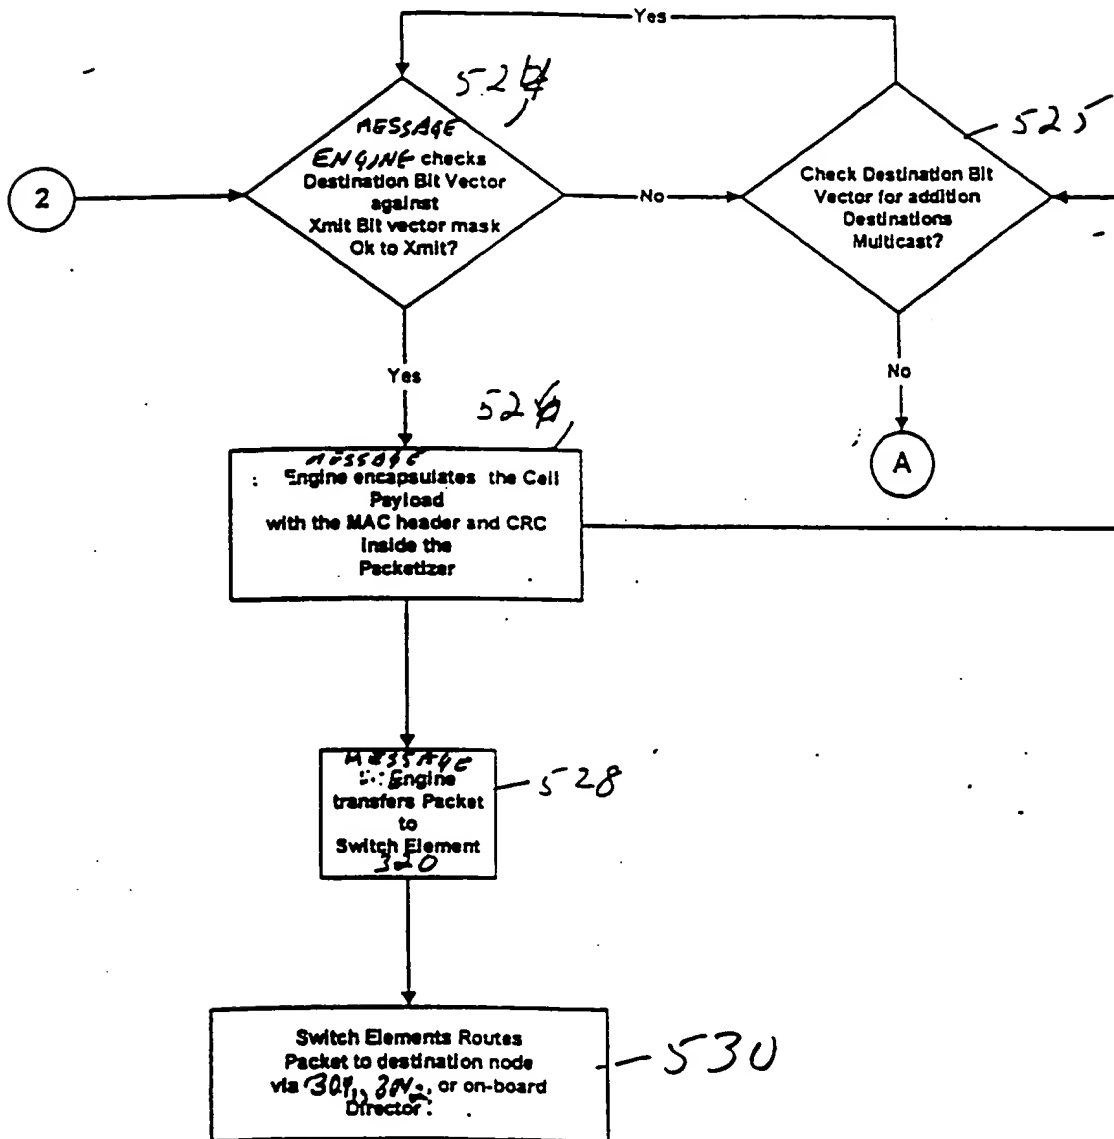 Yes
MESSAGE
ENGINE checks
Destination Bit Vector
against
Xmit Bit vector mask
Ok to Xmit?
525
Check Destination Bit
Vector for addition
Destinations
Multicast?
2
No
Yes
No
A
MESSAGE
Engine encapsulates the Cell
Payload
with the MAC header and CRC
Inside the
Packetizer
MESSAGE
Engine
transfers Packet
to
Switch Element
320
528
Switch Elements Routes
Packet to destination node
via or on-board
Director
530